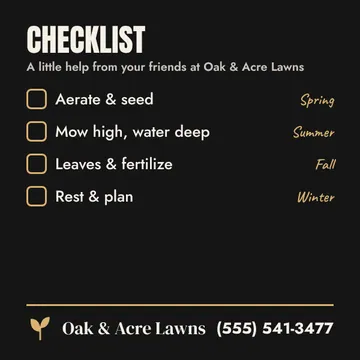 CHECKLIST
A little help from your friends at Oak & Acre Lawns
Aerate & seed Spring
Mow high, water deep Summer
Leaves & fertilize Fall
Rest & plan Winter
Oak & Acre Lawns (555) 541-3477